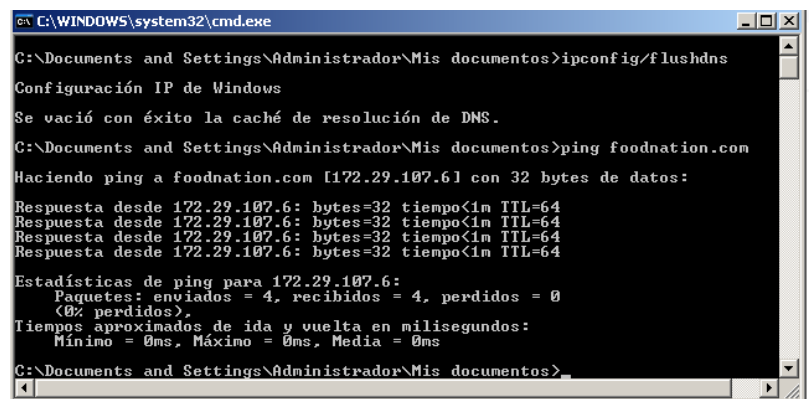 C:\WINDOWS\system32\cmd.exe
C:\Documents and Settings\Administrador\Mis documentos>ipconfig/flushdns
Configuración IP de Windows
Se vació con éxito la caché de resolución de DNS.
C:\Documents and Settings\Administrador\Mis documentos>ping foodnation.com
Haciendo ping a foodnation.com [172.29.107.6] con 32 bytes de datos:
Respuesta desde 172.29.107.6: bytes=32 tiempo<1m TTL=64
Respuesta desde 172.29.107.6: bytes=32 tiempo<1m TTL=64
Respuesta desde 172.29.107.6: bytes=32 tiempo<1m TTL=64
Respuesta desde 172.29.107.6: bytes=32 tiempo<1m TTL=64
Estadísticas de ping para 172.29.107.6:
Paquetes: enviados = 4, recibidos = 4, perdidos = 0
(0% perdidos),
Tiempos aproximados de ida y vuelta en milisegundos:
Mínimo = 0ms, Máximo = 0ms, Media = 0ms
C:\Documents and Settings\Administrador\Mis documentos>_